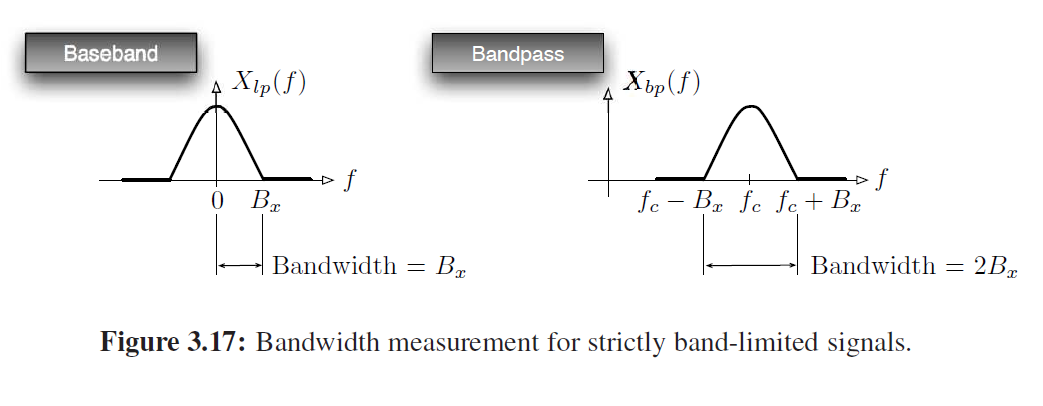 Baseband
Bandpass
X_{lp}(f)
X_{bp}(f)
f
f
0 B_x
f_c − B_x f_c f_c + B_x
Bandwidth = B_x
Bandwidth = 2B_x
Figure 3.17: Bandwidth measurement for strictly band-limited signals.